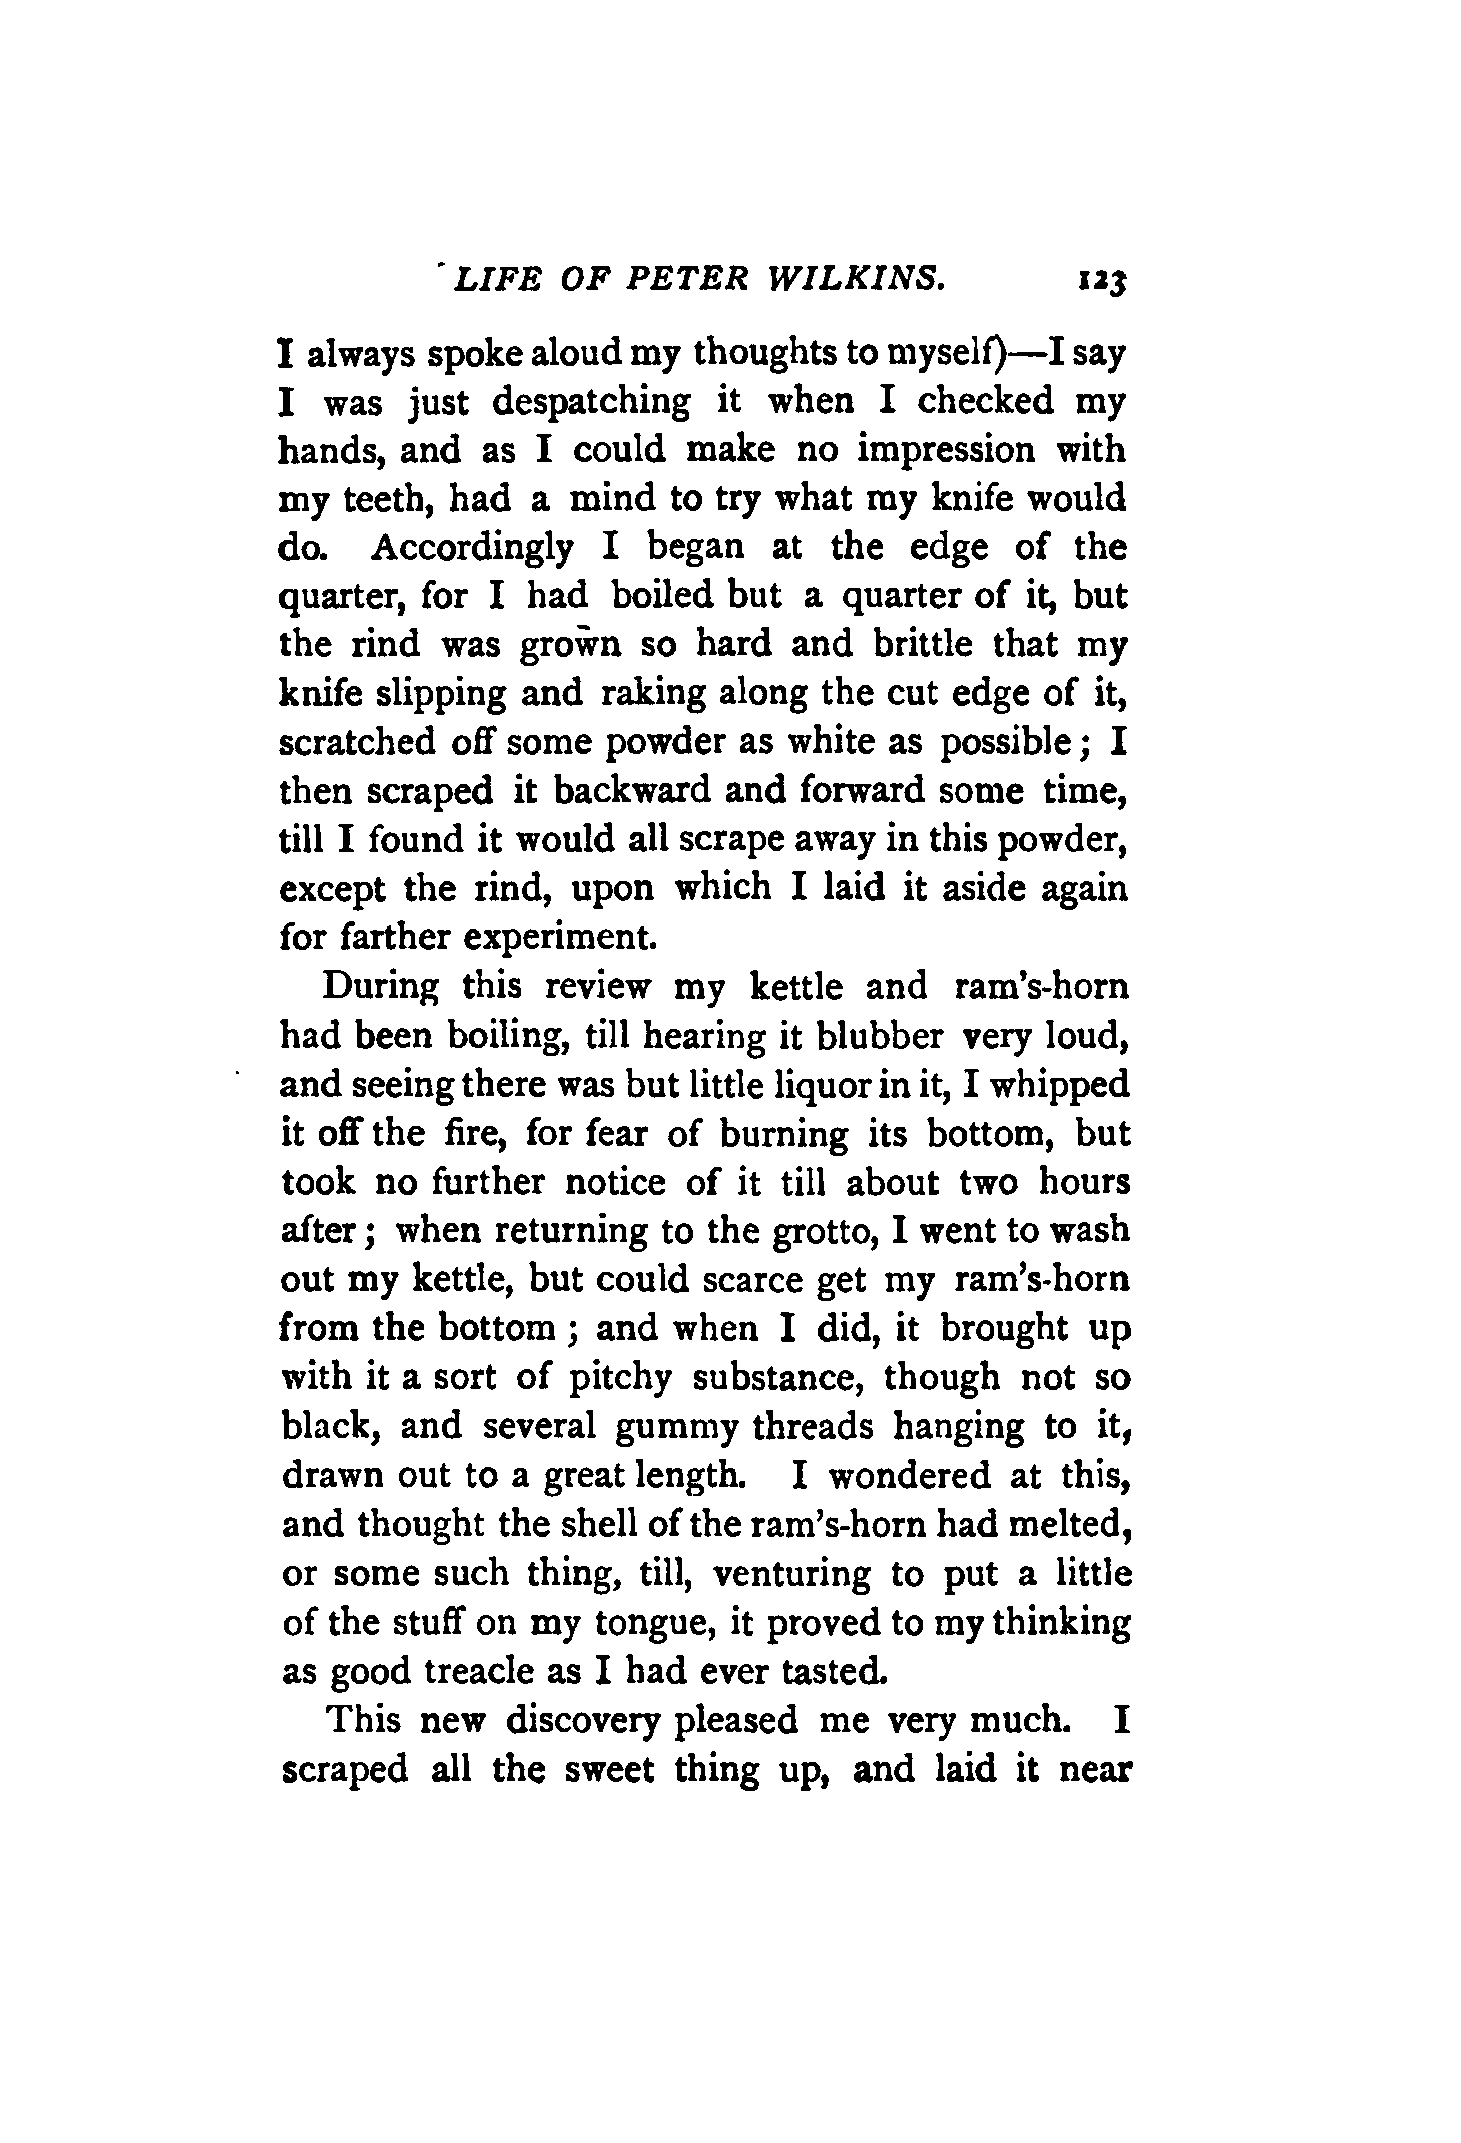 LIFE OF PETER WILKINS. 123
I always spoke aloud my thoughts to myself)—I say
I was just despatching it when I checked my
hands, and as I could make no impression with
my teeth, had a mind to try what my knife would
do. Accordingly I began at the edge of the
quarter, for I had boiled but a quarter of it, but
the rind was grown so hard and brittle that my
knife slipping and raking along the cut edge of it,
scratched off some powder as white as possible; I
then scraped it backward and forward some time,
till I found it would all scrape away in this powder,
except the rind, upon which I laid it aside again
for farther experiment.
During this review my kettle and ram's-horn
had been boiling, till hearing it blubber very loud,
and seeing there was but little liquor in it, I whipped
it off the fire, for fear of burning its bottom, but
took no further notice of it till about two hours
after; when returning to the grotto, I went to wash
out my kettle, but could scarce get my ram's-horn
from the bottom; and when I did, it brought up
with it a sort of pitchy substance, though not so
black, and several gummy threads hanging to it,
drawn out to a great length. I wondered at this,
and thought the shell of the ram's-horn had melted,
or some such thing, till, venturing to put a little
of the stuff on my tongue, it proved to my thinking
as good treacle as I had ever tasted.
This new discovery pleased me very much. I
scraped all the sweet thing up, and laid it near